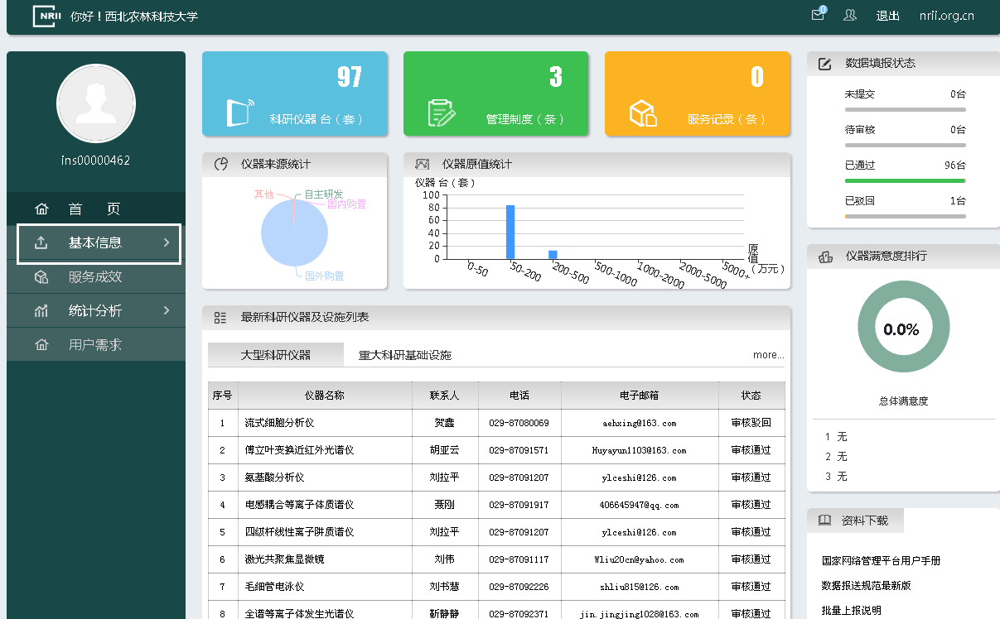 NRII 你好！西北农林科技大学
0
退出 nrii.org.cn
ins00000462
首 页
基本信息
服务成效
统计分析
用户需求
97
科研仪器 台（套）
3
管理制度（条）
0
服务记录（条）
仪器来源统计
其他
自主研发
国内购置
国外购置
仪器原值统计
仪器 台（套）
100
80
60
40
20
0
0-50
50-200
200-500
500-1000
1000-2000
2000-5000
5000+
原值（万元）
最新科研仪器及设施列表
大型科研仪器 重大科研基础设施 more...
序号 仪器名称 联系人 电话 电子邮箱 状态
1 流式细胞分析仪 贺鑫 029-87080069 aehxing@163.com 审核驳回
2 傅立叶变换近红外光谱仪 胡亚云 029-87091571 Huyayun1103@163.com 审核通过
3 氨基酸分析仪 刘拉平 029-87091207 ylceshi@126.com 审核通过
4 电感耦合等离子体质谱仪 聂刚 029-87091917 406645947@qq.com 审核通过
5 四级杆线性离子阱质谱仪 刘拉平 029-87091207 ylceshi@126.com 审核通过
6 激光共聚焦显微镜 刘伟 029-87091117 Wliu20cn@yahoo.com 审核通过
7 毛细管电泳仪 刘书慧 029-87092226 shliu815@126.com 审核通过
8 全谱等离子体发生光谱仪 靳静静 029-87092371 jin.jingjing1028@163.com 审核通过
数据填报状态
未提交 0台
待审核 0台
已通过 96台
已驳回 1台
仪器满意度排行
0.0%
总体满意度
1 无
2 无
3 无
资料下载
国家网络管理平台用户手册
数据报送规范最新版
批量上报说明